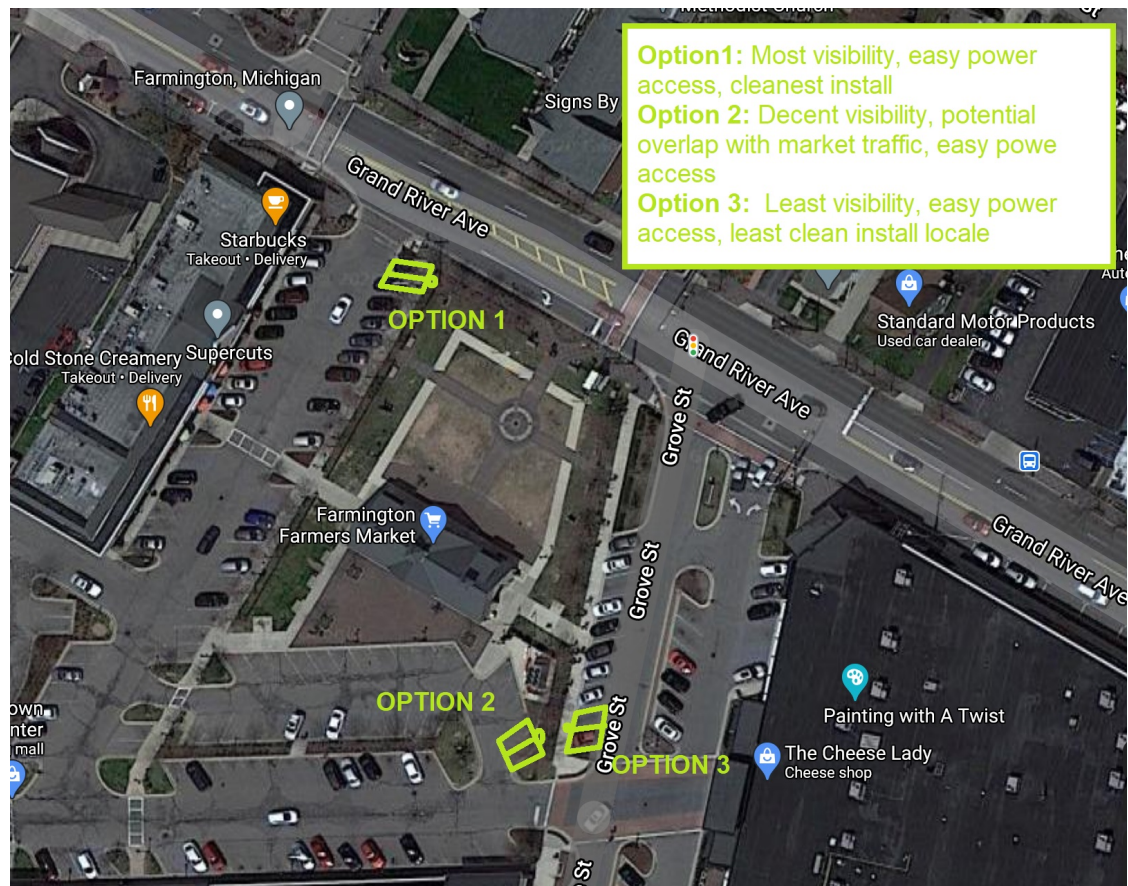 Methodist Church
St
Option1: Most visibility, easy power
access, cleanest install
Option 2: Decent visibility, potential
overlap with market traffic, easy powe
access
Option 3: Least visibility, easy power
access, least clean install locale
Farmington, Michigan
Signs By
Grand River Ave
Starbucks
Takeout • Delivery
OPTION 1
Standard Motor Products
Used car dealer
Supercuts
Cold Stone Creamery
Takeout • Delivery
Grand River Ave
Grove St
Farmington
Farmers Market
Grand River Ave
Grove St
OPTION 2
Painting with A Twist
own
nter
mall
Grove St
OPTION 3
The Cheese Lady
Cheese shop
St